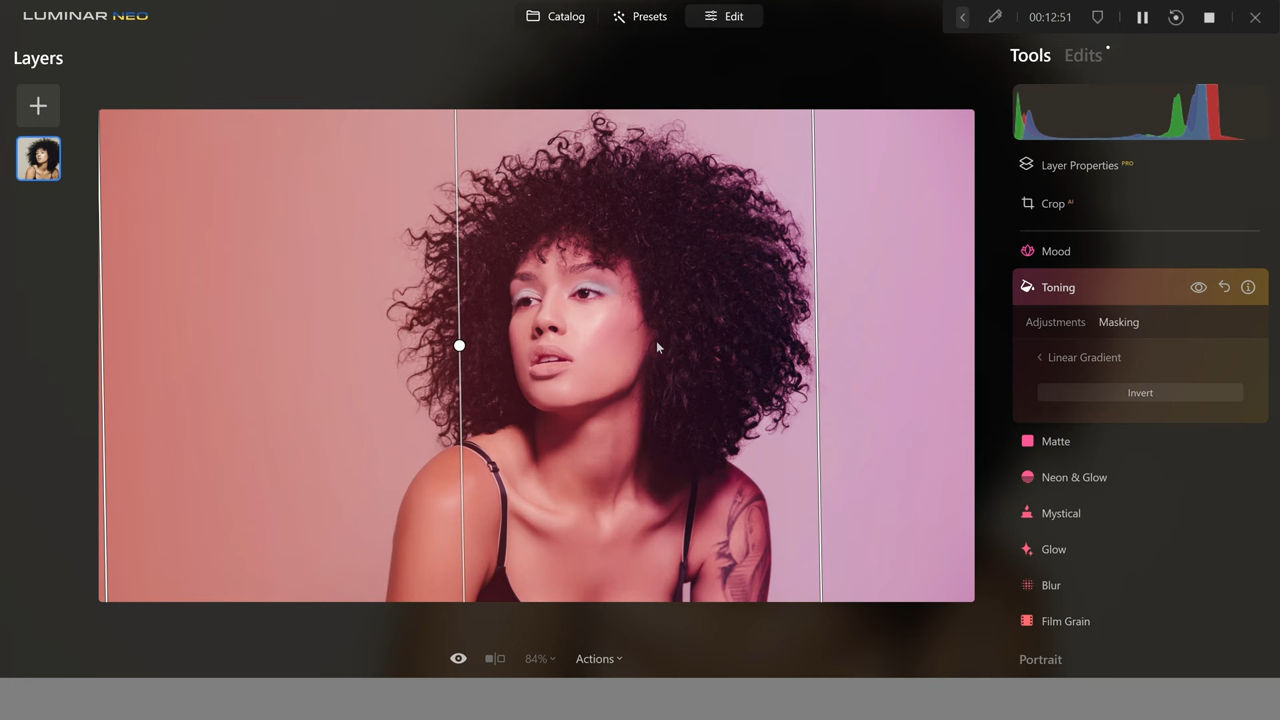 LUMINAR NEO
Catalog
Presets
Edit
00:12:51
Layers
Tools
Edits
Layer Properties PRO
Crop AI
Mood
Toning
Adjustments
Masking
Linear Gradient
Invert
Matte
Neon & Glow
Mystical
Glow
Blur
Film Grain
Portrait
84%
Actions